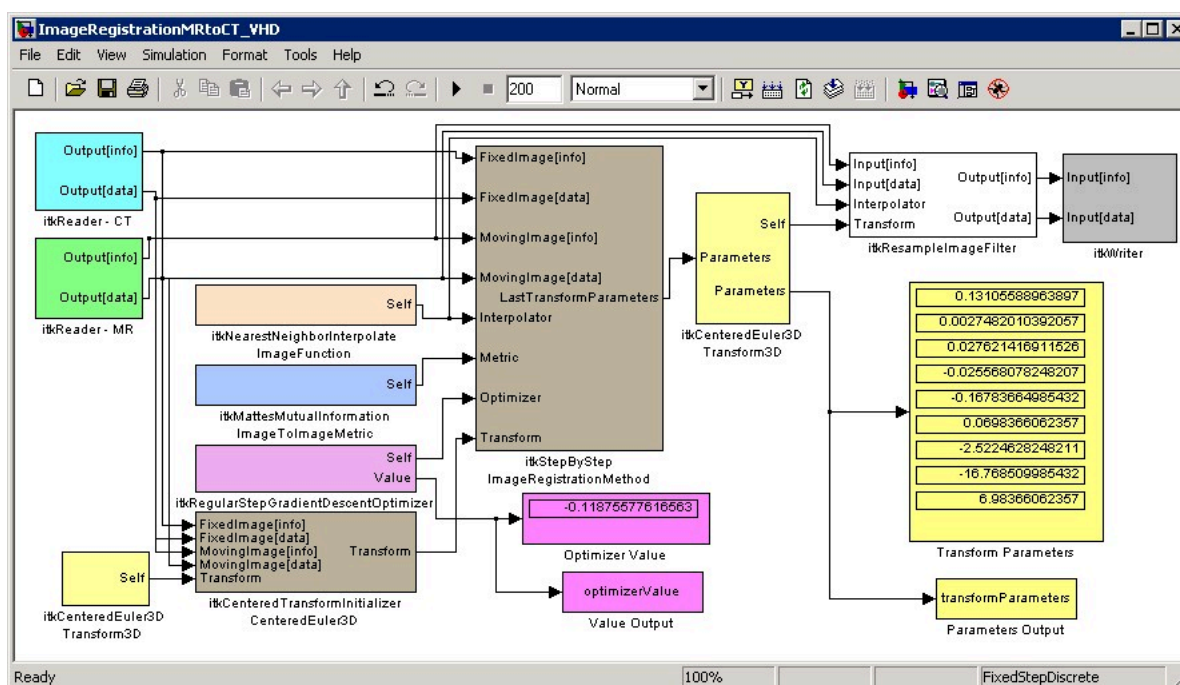 ImageRegistrationMRtoCT_VHD
File Edit View Simulation Format Tools Help
200 Normal
Output[info]
Output[data]
itkReader - CT
Output[info]
Output[data]
itkReader - MR
Self
itkNearestNeighborInterpolate
ImageFunction
Self
itkMattesMutualInformation
ImageToImageMetric
Self
Value
itkRegularStepGradientDescentOptimizer
Self
itkCenteredEuler3D
Transform3D
FixedImage[info]
FixedImage[data]
MovingImage[info]
MovingImage[data]
Transform
Transform
itkCenteredTransformInitializer
CenteredEuler3D
FixedImage[info]
FixedImage[data]
MovingImage[info]
MovingImage[data]
LastTransformParameters
Interpolator
Metric
Optimizer
Transform
itkStepByStep
ImageRegistrationMethod
-0.11875577616563
Optimizer Value
optimizerValue
Value Output
Self
Parameters
Parameters
itkCenteredEuler3D
Transform3D
Input[info]
Input[data]
Interpolator
Transform
Output[info]
Output[data]
itkResampleImageFilter
Input[info]
Input[data]
itkWriter
0.13105588963897
0.0027482010392057
0.027621416911526
-0.025568078248207
-0.16783664985432
0.0698366062357
-2.5224628248211
-16.768509985432
6.98366062357
Transform Parameters
transformParameters
Parameters Output
Ready 100% FixedStepDiscrete